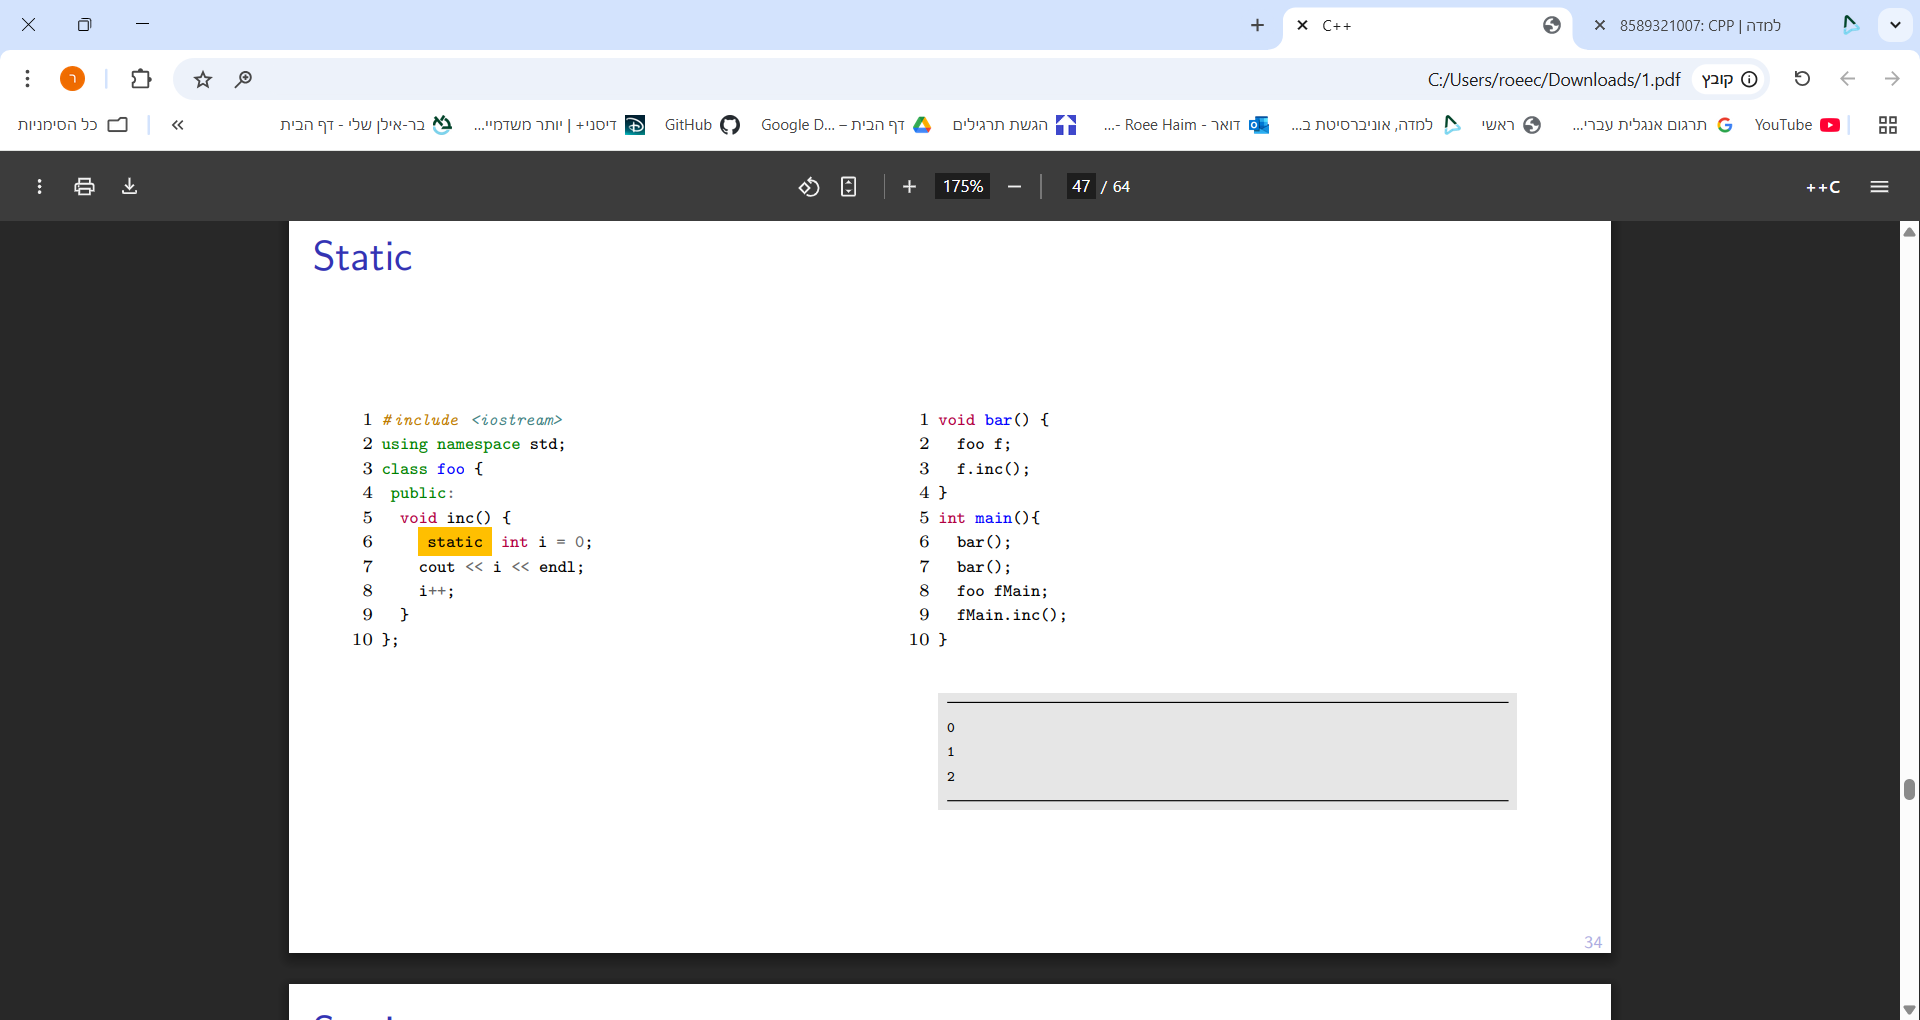 C++
למדה | 8589321007: CPP
C:/Users/roeec/Downloads/1.pdf
קובץ
ר
YouTube
תרגום אנגלית עברי...
ראשי
למדה, אוניברסיטת ב...
דואר - Roee Haim -...
הגשת תרגילים
דף הבית – Google D...
GitHub
דיסני+ | יותר משדמיי...
בר-אילן שלי - דף הבית
«
כל הסימניות
175%
47 / 64
++C
Static
1 #include <iostream>
2 using namespace std;
3 class foo {
4 public:
5 void inc() {
6 static int i = 0;
7 cout << i << endl;
8 i++;
9 }
10 };
1 void bar() {
2 foo f;
3 f.inc();
4 }
5 int main(){
6 bar();
7 bar();
8 foo fMain;
9 fMain.inc();
10 }
0
1
2
34